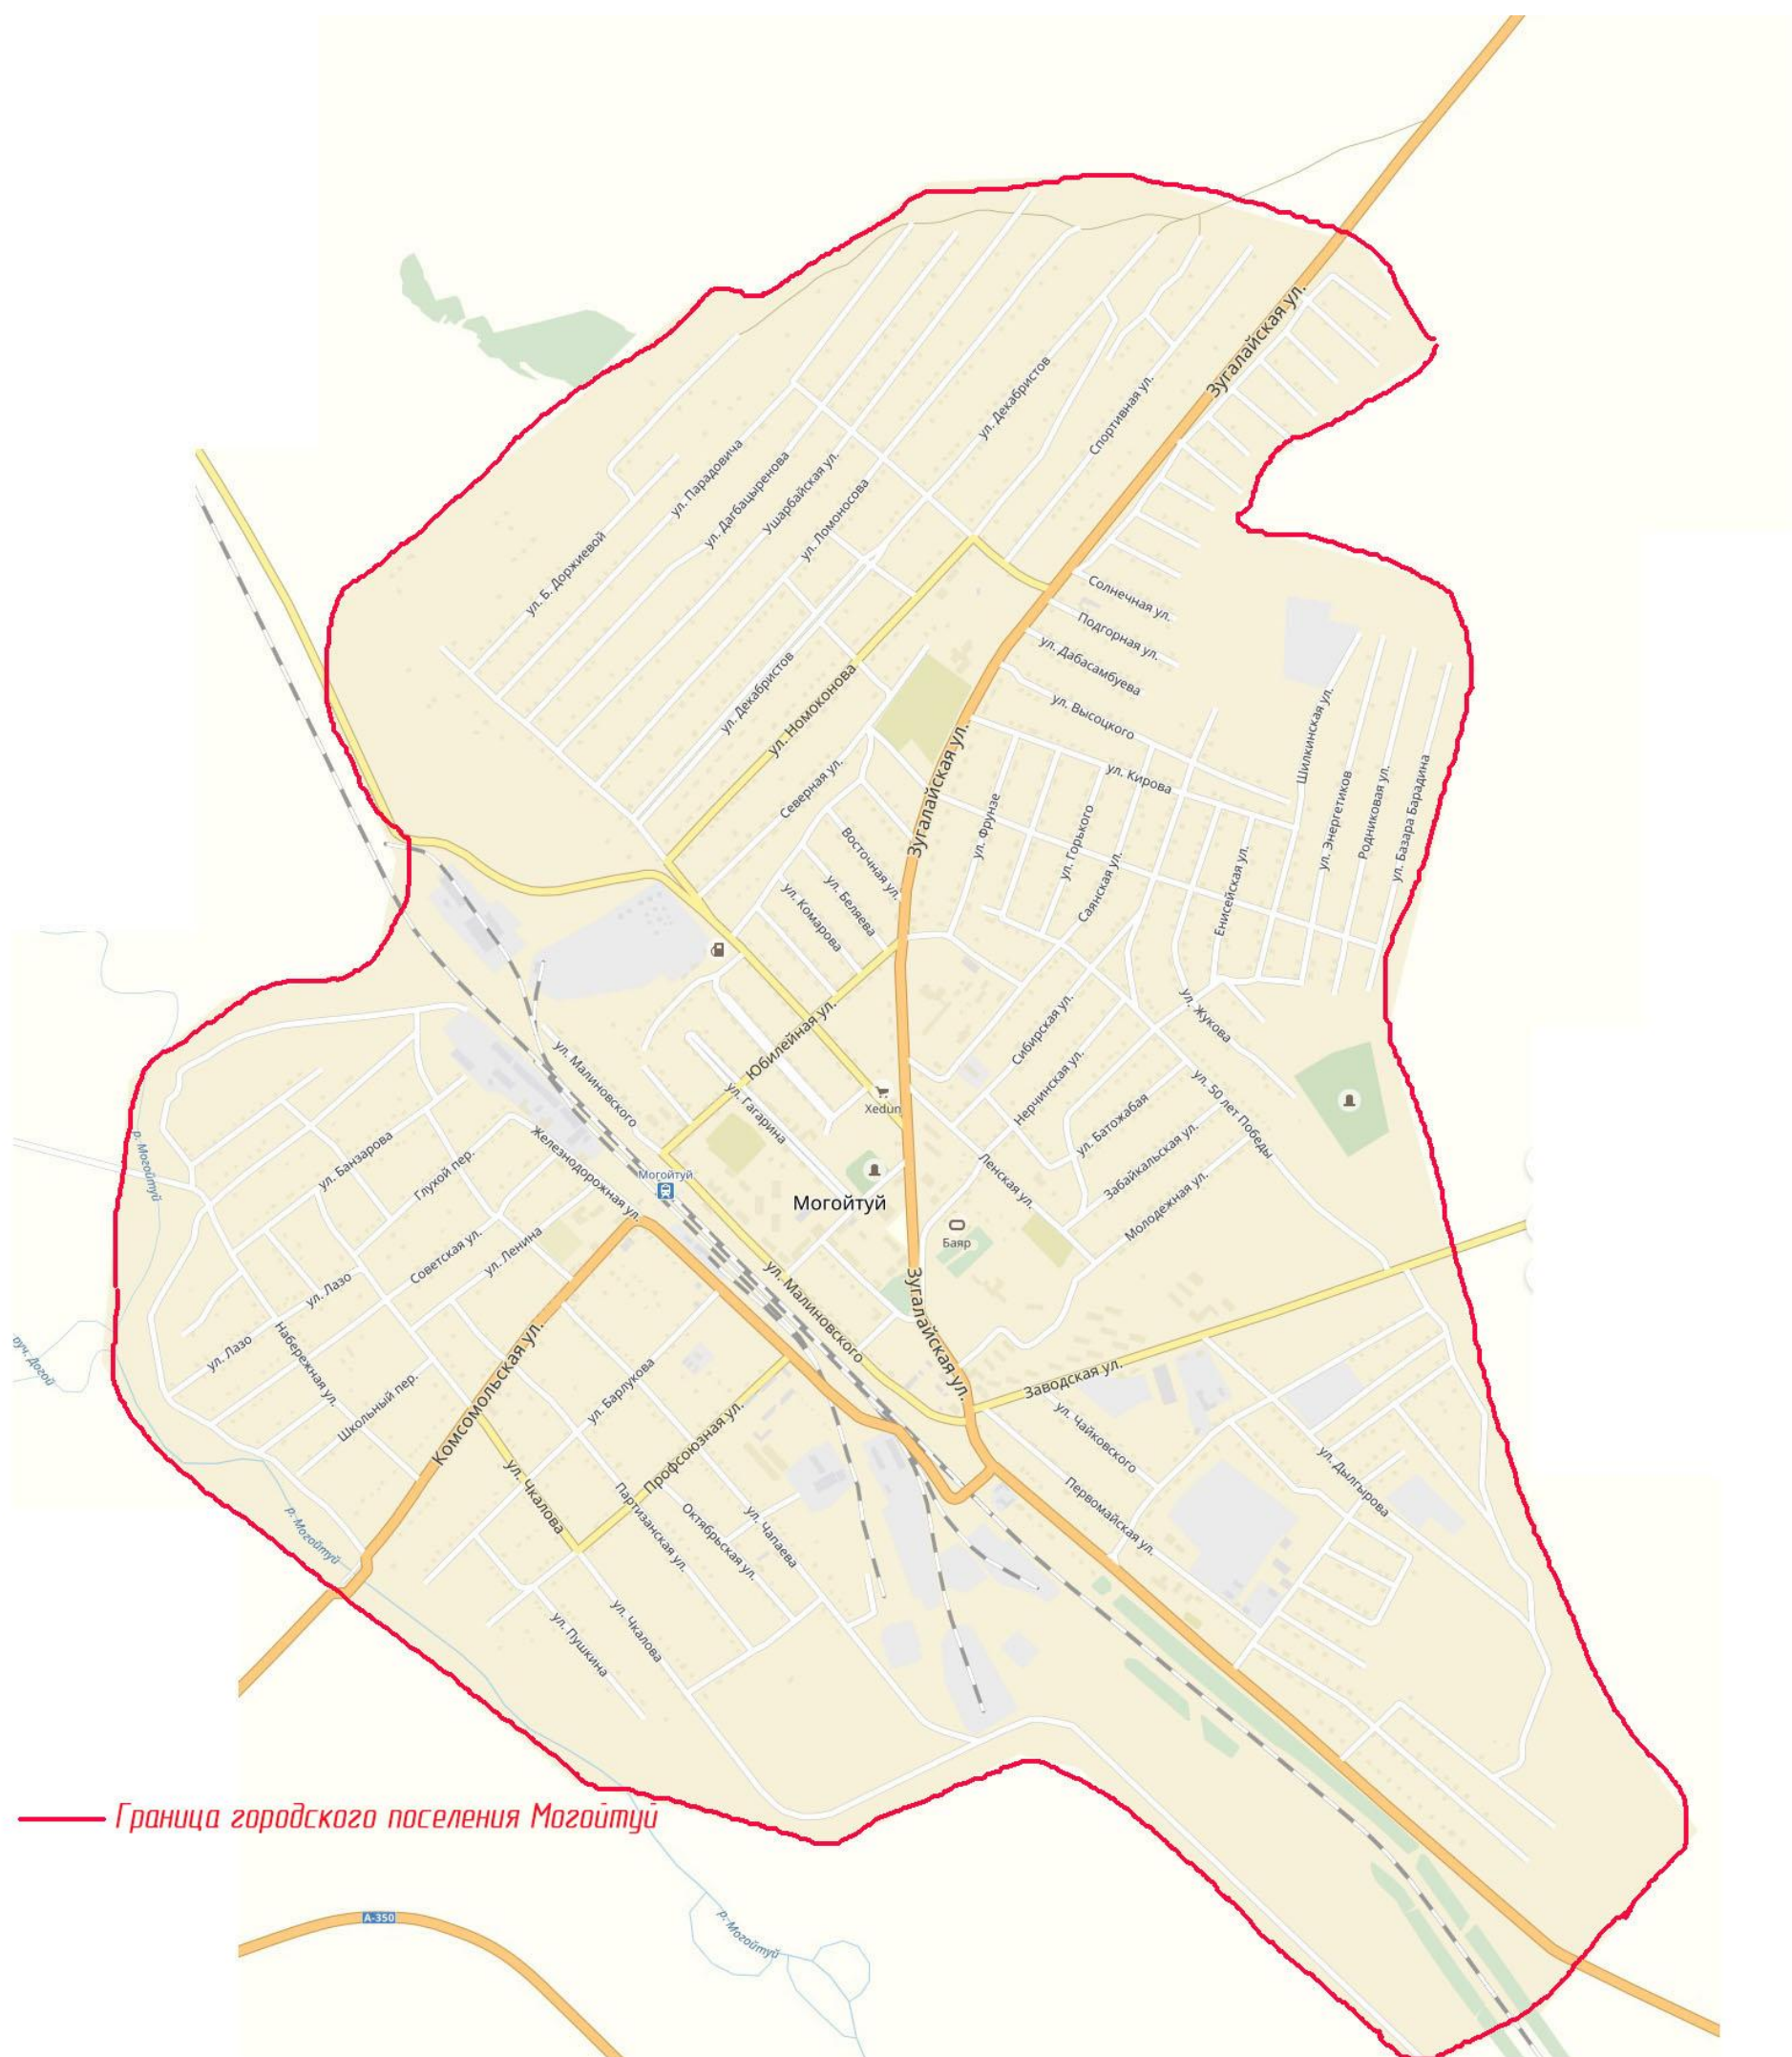 Зугалайская ул.
ул. Декабристов
Спортивная ул.
ул. Парадовича
ул. Дагбацыренова
Ушарбайская ул.
ул. Ломоносова
ул. Б. Доржиевой
Солнечная ул.
Подгорная ул.
ул. Дабасамбуева
ул. Высоцкого
ул. Декабристов
ул. Номоконова
Северная ул.
Зугалайская ул.
ул. Кирова
Шилкинская ул.
ул. Энергетиков
Родниковая ул.
ул. Базара Барадина
ул. Фрунзе
ул. Горького
Саянская ул.
Енисейская ул.
Восточная ул.
ул. Беляева
ул. Комарова
Юбилейная ул.
Сибирская ул.
ул. Жукова
Нерчинская ул.
ул. Малиновского
ул. Гагарина
Xedun
ул. Батожабая
ул. 50 лет Победы
Забайкальская ул.
Ленская ул.
Молодежная ул.
р. Могойтуй
ул. Банзарова
Глухой пер.
Железнодорожная ул.
Могойтуй
Могойтуй
Баяр
Советская ул.
ул. Ленина
ул. Лазо
ул. Лазо
Набережная ул.
Школьный пер.
руч. Догой
ул. Малиновского
Зугалайская ул.
Заводская ул.
Комсомольская ул.
ул. Барлукова
Профсоюзная ул.
ул. Чкалова
Партизанская ул.
Октябрьская ул.
ул. Чапаева
ул. Чайковского
Первомайская ул.
ул. Дылгырова
р. Могойтуй
ул. Пушкина
ул. Чкалова
Граница городского поселения Могойтуй
А-350
р. Могойтуй